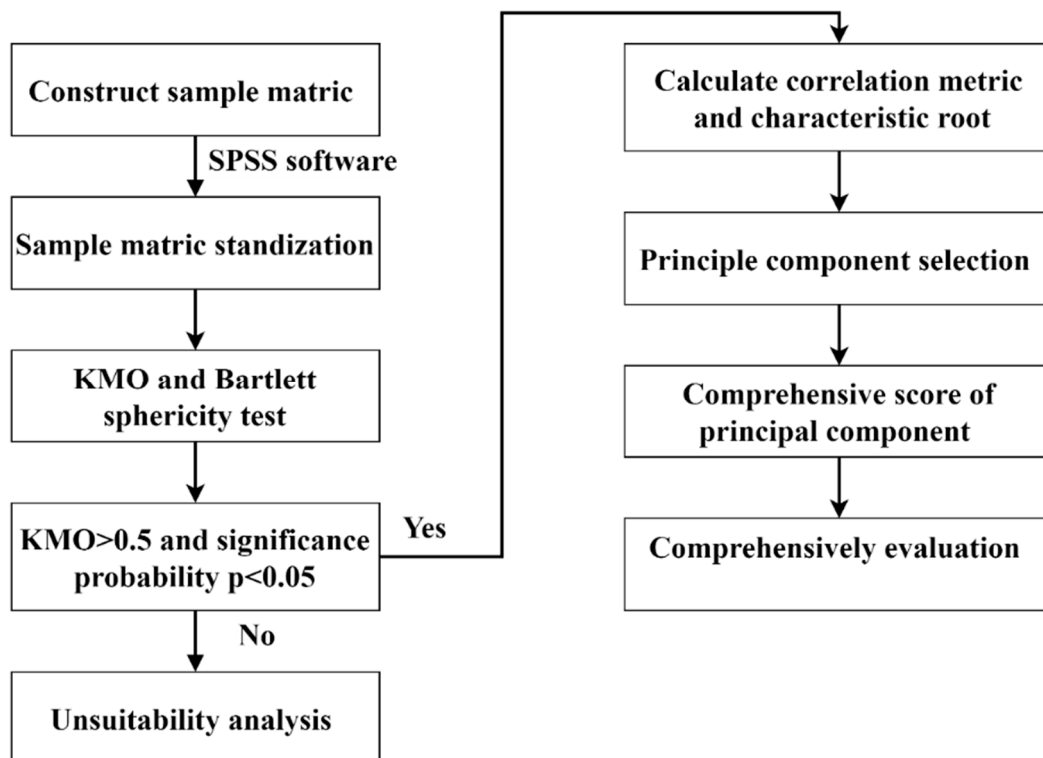 Construct sample matric
SPSS software
Sample matric standization
KMO and Bartlett
sphericity test
KMO>0.5 and significance
probability p<0.05
Yes
No
Unsuitability analysis
Calculate correlation metric
and characteristic root
Principle component selection
Comprehensive score of
principal component
Comprehensively evaluation